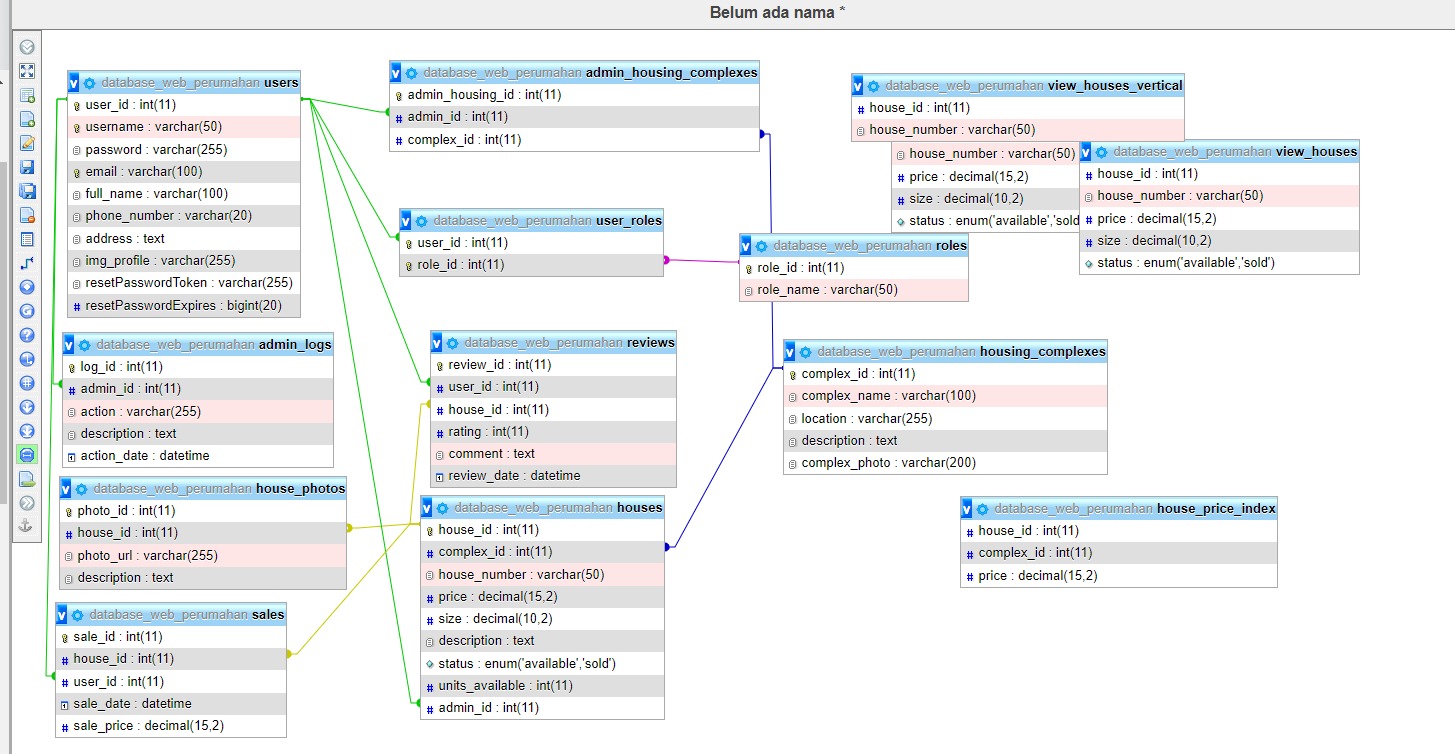 Belum ada nama *
database_web_perumahan users
user_id : int(11)
username : varchar(50)
password : varchar(255)
email : varchar(100)
full_name : varchar(100)
phone_number : varchar(20)
address : text
img_profile : varchar(255)
resetPasswordToken : varchar(255)
resetPasswordExpires : bigint(20)
database_web_perumahan admin_housing_complexes
admin_housing_id : int(11)
admin_id : int(11)
complex_id : int(11)
database_web_perumahan view_houses_vertical
house_id : int(11)
house_number : varchar(50)
house_number : varchar(50)
price : decimal(15,2)
size : decimal(10,2)
status : enum('available','sold
database_web_perumahan view_houses
house_id : int(11)
house_number : varchar(50)
price : decimal(15,2)
size : decimal(10,2)
status : enum('available','sold')
database_web_perumahan user_roles
user_id : int(11)
role_id : int(11)
database_web_perumahan roles
role_id : int(11)
role_name : varchar(50)
database_web_perumahan admin_logs
log_id : int(11)
admin_id : int(11)
action : varchar(255)
description : text
action_date : datetime
database_web_perumahan reviews
review_id : int(11)
user_id : int(11)
house_id : int(11)
rating : int(11)
comment : text
review_date : datetime
database_web_perumahan housing_complexes
complex_id : int(11)
complex_name : varchar(100)
location : varchar(255)
description : text
complex_photo : varchar(200)
database_web_perumahan house_photos
photo_id : int(11)
house_id : int(11)
photo_url : varchar(255)
description : text
database_web_perumahan houses
house_id : int(11)
complex_id : int(11)
house_number : varchar(50)
price : decimal(15,2)
size : decimal(10,2)
description : text
status : enum('available','sold')
units_available : int(11)
admin_id : int(11)
database_web_perumahan house_price_index
house_id : int(11)
complex_id : int(11)
price : decimal(15,2)
database_web_perumahan sales
sale_id : int(11)
house_id : int(11)
user_id : int(11)
sale_date : datetime
sale_price : decimal(15,2)